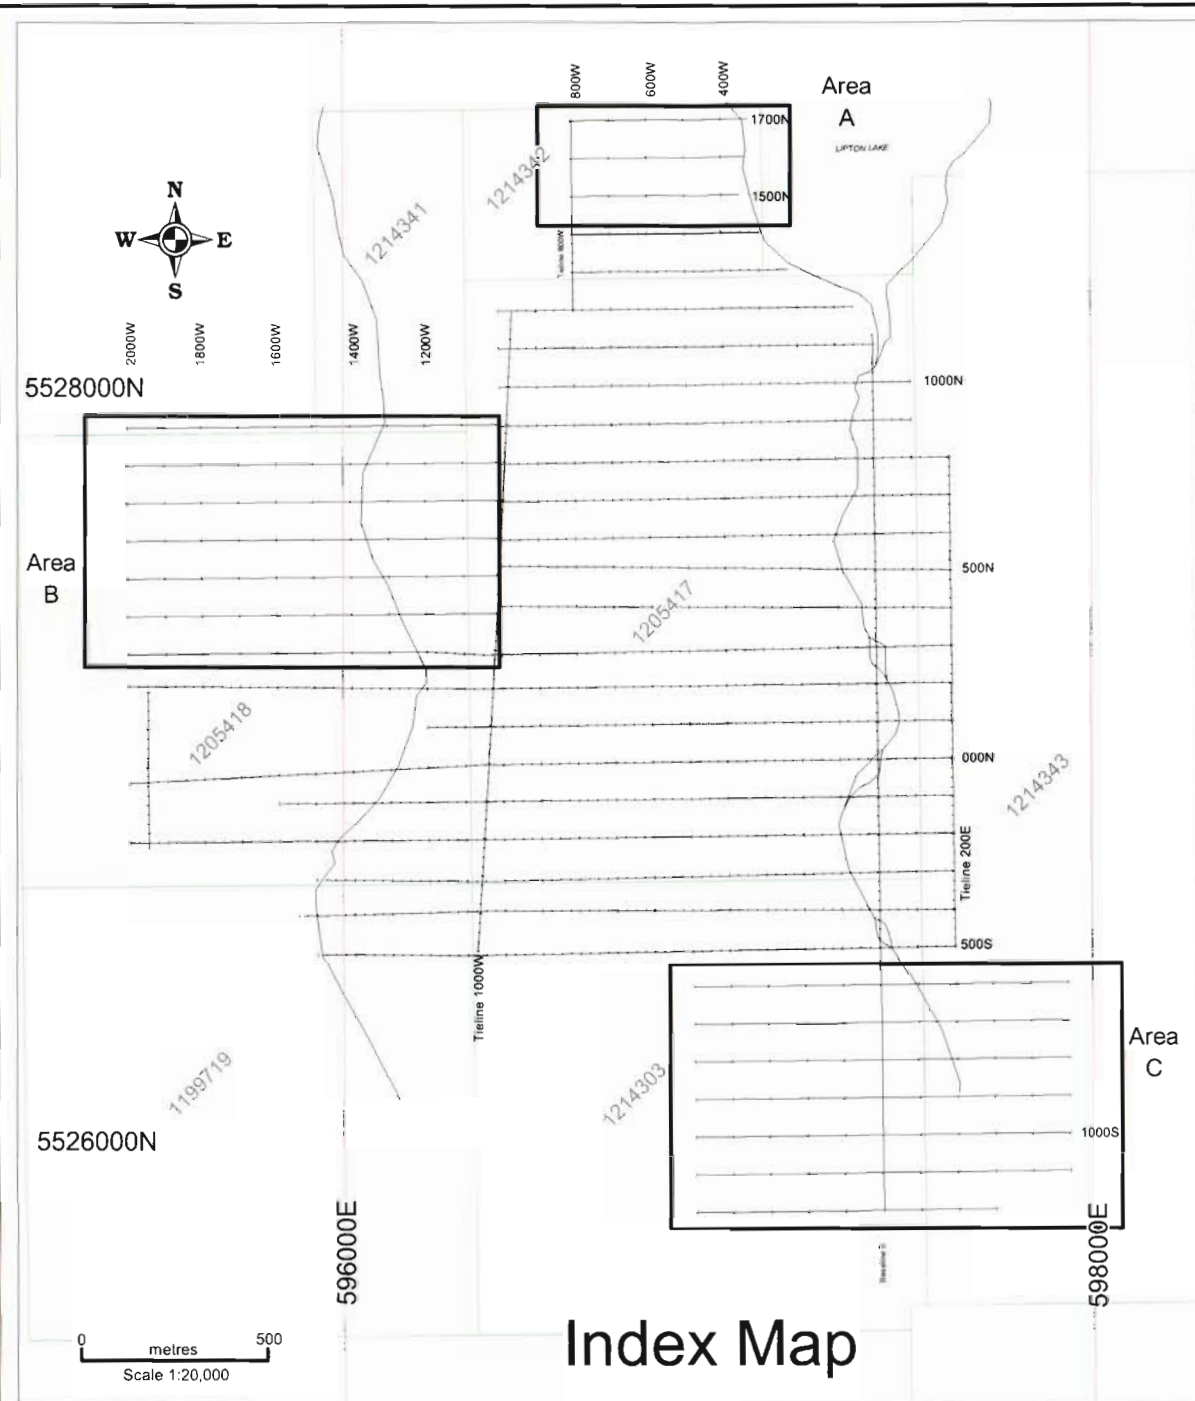 800W
600W
400W
Area
A
1700N
LIPTON LAKE
1500N
1214342
1214341
N
W E
S
Tieline 800W
2000W
1800W
1600W
1400W
1200W
5528000N
1000N
Area
B
500N
1205417
1205418
000N
1214343
Tieline 200E
500S
Tieline 1000W
Area
C
1199719
1214303
1000S
5526000N
596000E
598000E
Baseline 0
0 500
metres
Scale 1:20,000
Index Map